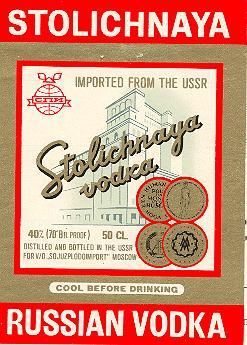 STOLICHNAYA
IMPORTED FROM THE USSR
Stolichnaya
vodka
40% (70° Br. PROOF) 50 CL.
DISTILLED AND BOTTLED IN THE USSR
FOR V/O "SOJUZPLODOIMPORT" MOSCOW
COOL BEFORE DRINKING
RUSSIAN VODKA